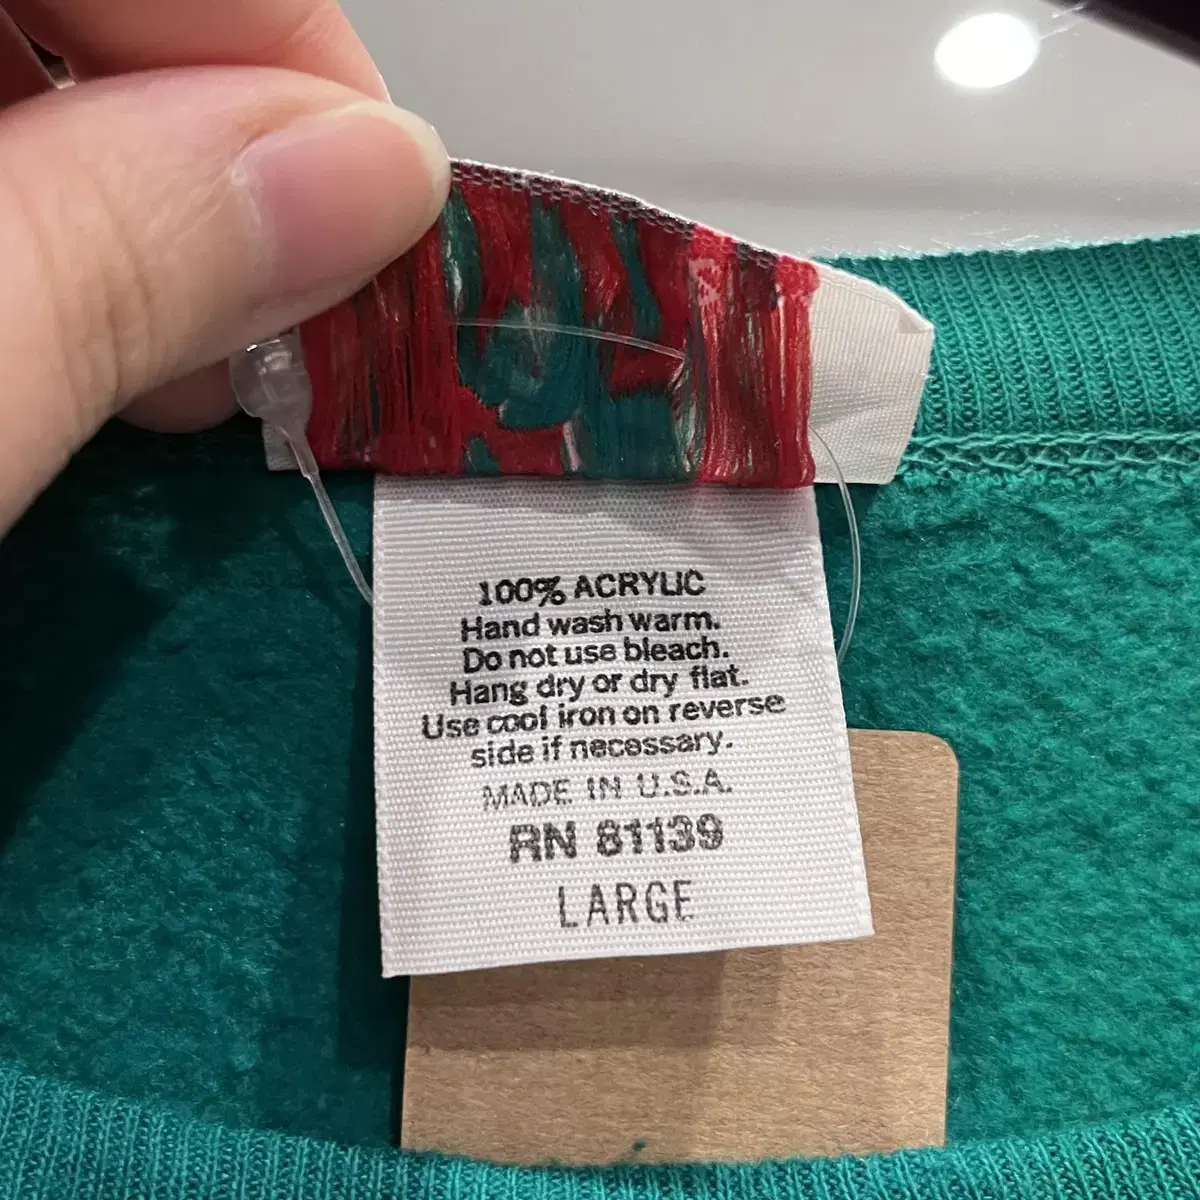 100% ACRYLIC
Hand wash warm.
Do not use bleach.
Hang dry or dry flat.
Use cool iron on reverse
side if necessary.
MADE IN U.S.A.
RN 81139
LARGE